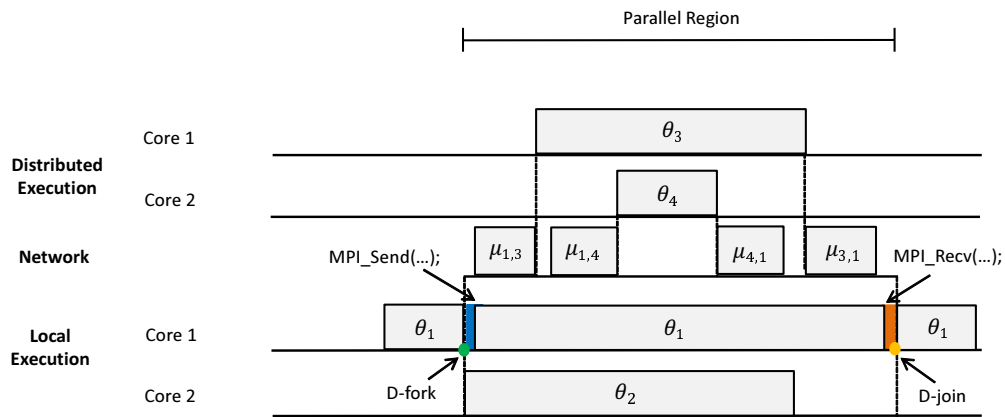 Parallel Region
Core 1
θ₃
Distributed
Execution
Core 2
θ₄
Network
μ₁,₃
μ₁,₄
μ₄,₁
μ₃,₁
MPI_Send(...);
MPI_Recv(...);
Local
Execution
Core 1
θ₁
θ₁
θ₁
D-fork
D-join
Core 2
θ₂